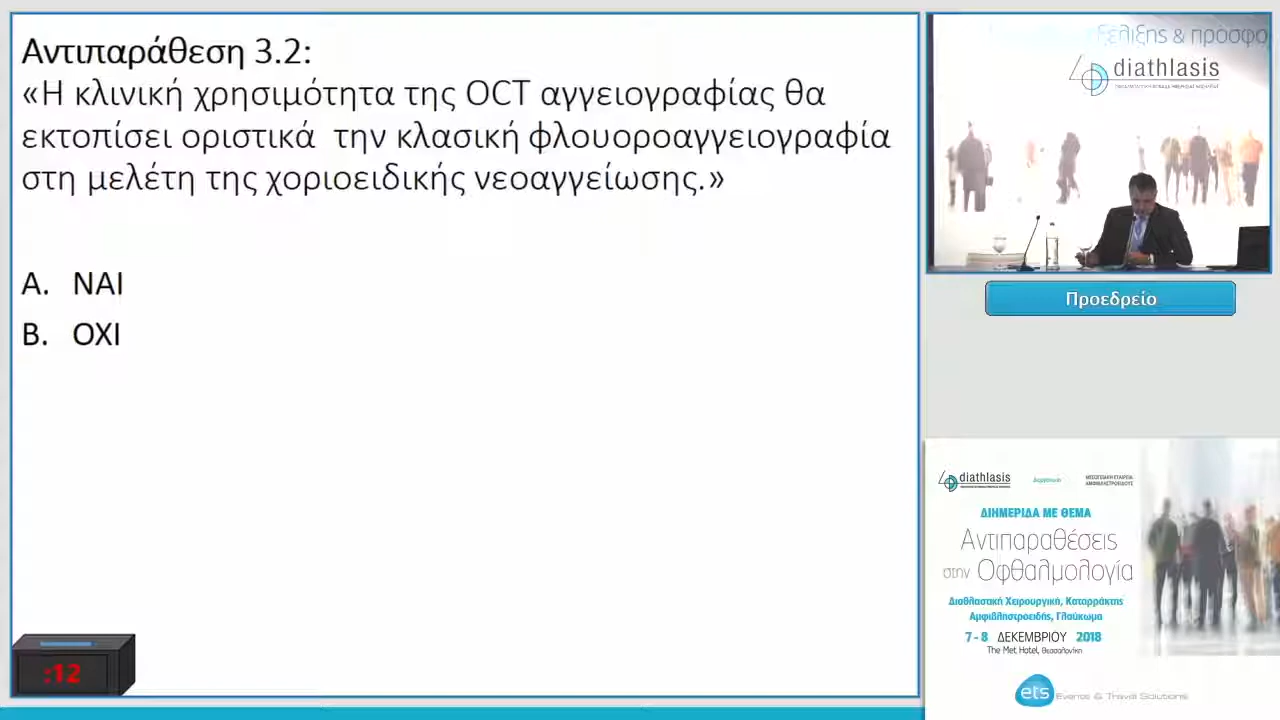 Αντιπαράθεση 3.2:
«Η κλινική χρησιμότητα της OCT αγγειογραφίας θα
εκτοπίσει οριστικά την κλασική φλουοροαγγειογραφία
στη μελέτη της χοριοειδικής νεοαγγείωσης.»
A. ΝΑΙ
B. ΟΧΙ
:12
εξέλιξης & πρόσφο
diathlasis
Προεδρείο
diathlasis
ΑΜΦΙΒΛΗΣΤΡΟΕΙΔΟΥΣ
ΔΙΗΜΕΡΙΔΑ ΜΕ ΘΕΜΑ
Αντιπαραθέσεις
στην Οφθαλμολογία
Διαθλαστική Χειρουργική, Καταρράκτης
Αμφιβληστροειδής, Γλαύκωμα
7 - 8 ΔΕΚΕΜΒΡΙΟΥ 2018
The Met Hotel, Θεσσαλονίκη
ets Events & Travel Solutions